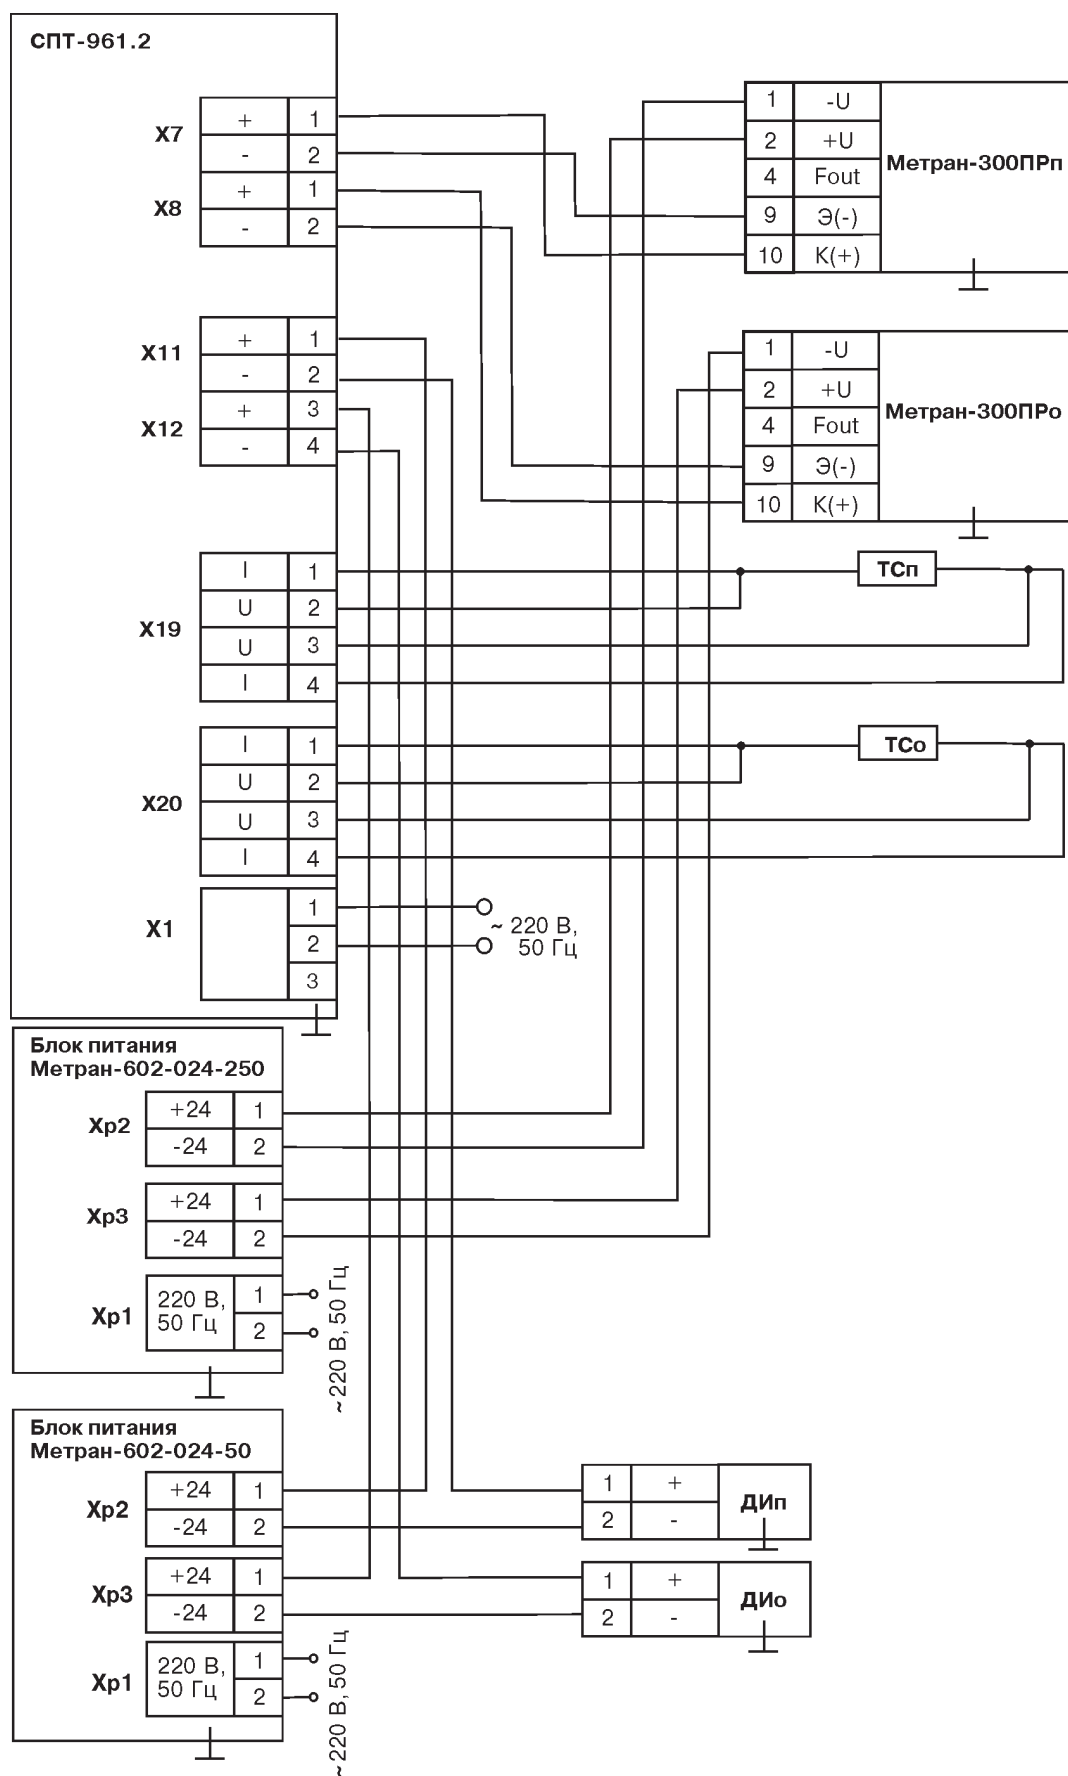 СПТ-961.2
X7
+ 1
- 2
X8
+ 1
- 2
X11
+ 1
- 2
X12
+ 3
- 4
X19
I 1
U 2
U 3
I 4
X20
I 1
U 2
U 3
I 4
X1
1
2
3
~ 220 В,
50 Гц
1 -U
2 +U
4 Fout
9 Э(-)
10 К(+)
Метран-300ПРп
1 -U
2 +U
4 Fout
9 Э(-)
10 К(+)
Метран-300ПРо
ТСп
ТСо
Блок питания
Метран-602-024-250
Xp2
+24 1
-24 2
Xp3
+24 1
-24 2
Xp1
220 В, 1
50 Гц 2
~220 В, 50 Гц
Блок питания
Метран-602-024-50
Xp2
+24 1
-24 2
Xp3
+24 1
-24 2
Xp1
220 В, 1
50 Гц 2
~220 В, 50 Гц
1 +
2 -
ДИп
1 +
2 -
ДИо